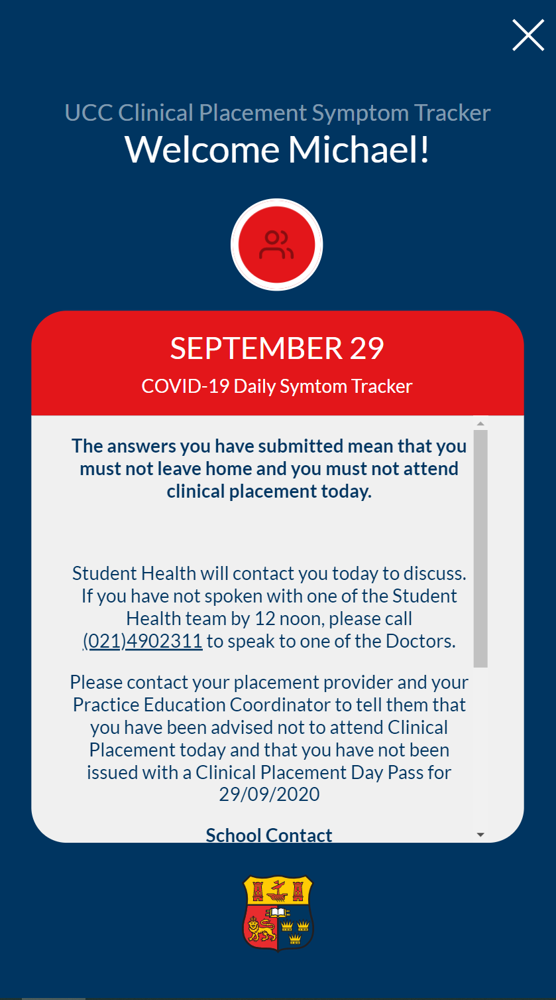 UCC Clinical Placement Symptom Tracker
Welcome Michael!
SEPTEMBER 29
COVID-19 Daily Symtom Tracker
The answers you have submitted mean that you
must not leave home and you must not attend
clinical placement today.
Student Health will contact you today to discuss.
If you have not spoken with one of the Student
Health team by 12 noon, please call
(021)4902311 to speak to one of the Doctors.
Please contact your placement provider and your
Practice Education Coordinator to tell them that
you have been advised not to attend Clinical
Placement today and that you have not been
issued with a Clinical Placement Day Pass for
29/09/2020
School Contact